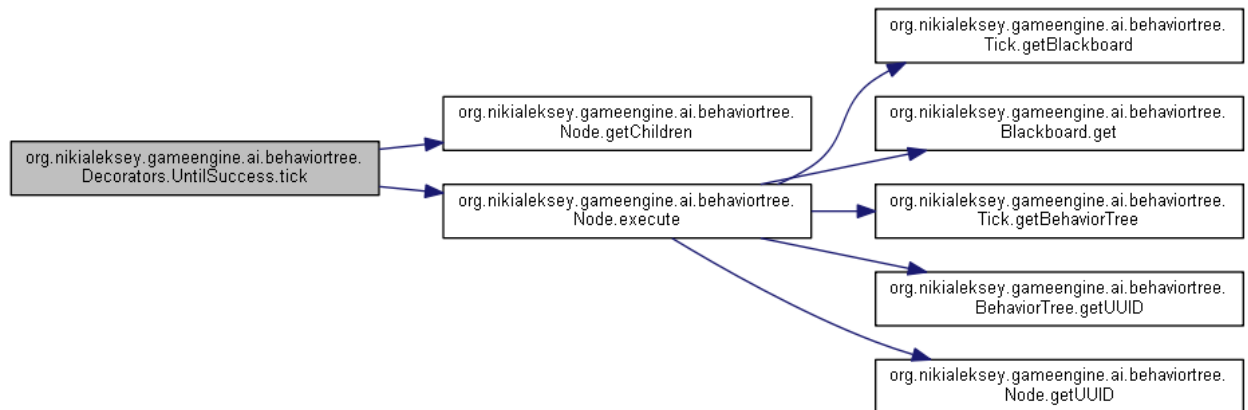 org.nikialeksey.gameengine.ai.behaviortree.
Decorators.UntilSuccess.tick
org.nikialeksey.gameengine.ai.behaviortree.
Node.getChildren
org.nikialeksey.gameengine.ai.behaviortree.
Node.execute
org.nikialeksey.gameengine.ai.behaviortree.
Tick.getBlackboard
org.nikialeksey.gameengine.ai.behaviortree.
Blackboard.get
org.nikialeksey.gameengine.ai.behaviortree.
Tick.getBehaviorTree
org.nikialeksey.gameengine.ai.behaviortree.
BehaviorTree.getUUID
org.nikialeksey.gameengine.ai.behaviortree.
Node.getUUID